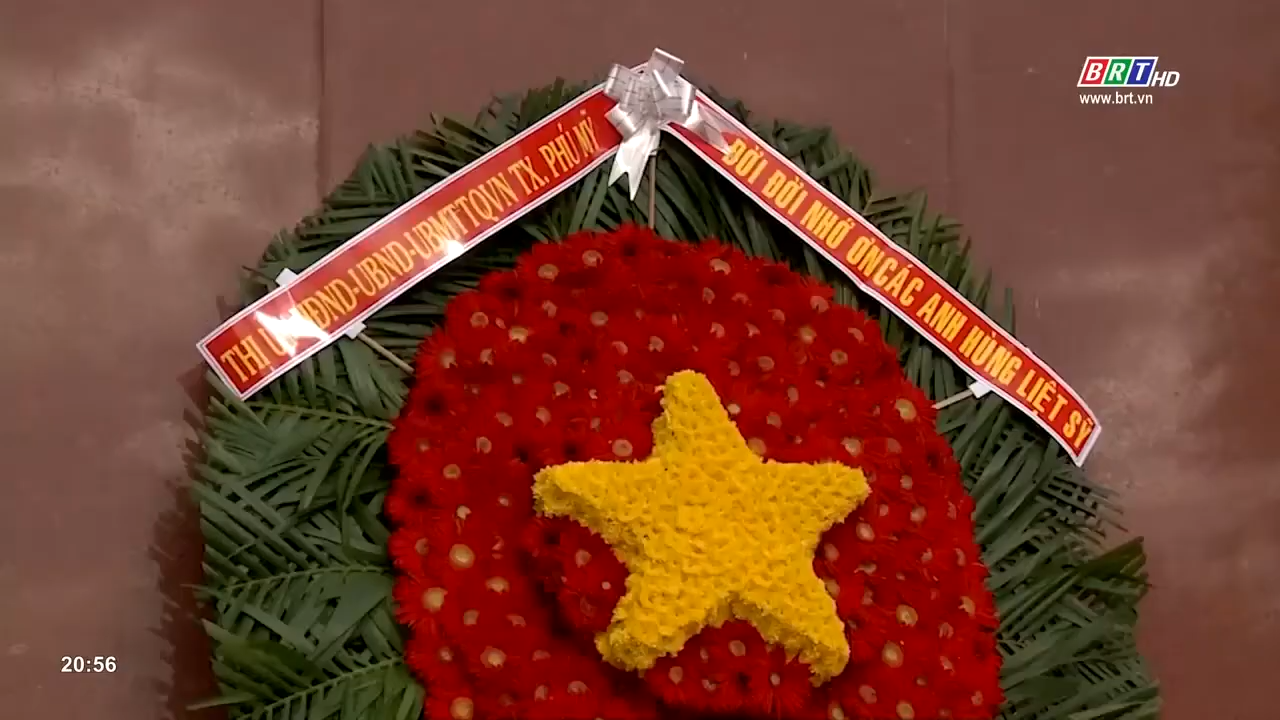 BRT HD
www.brt.vn
THỊ HĐND-UBND-UBMTTQVN TX. PHÚ MỸ
ĐỜI ĐỜI NHỚ ƠN CÁC ANH HÙNG LIỆT SỸ
20:56